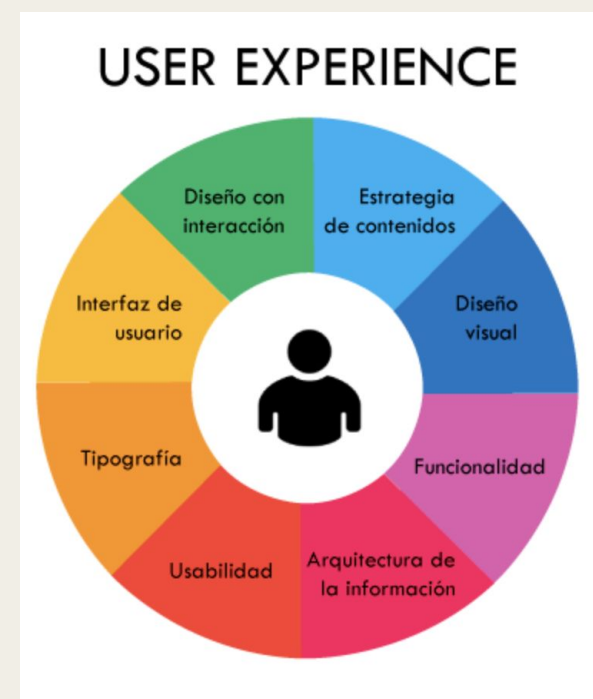 USER EXPERIENCE
Diseño con
interacción
Estrategia
de contenidos
Diseño
visual
Funcionalidad
Arquitectura de
la información
Usabilidad
Tipografía
Interfaz de
usuario